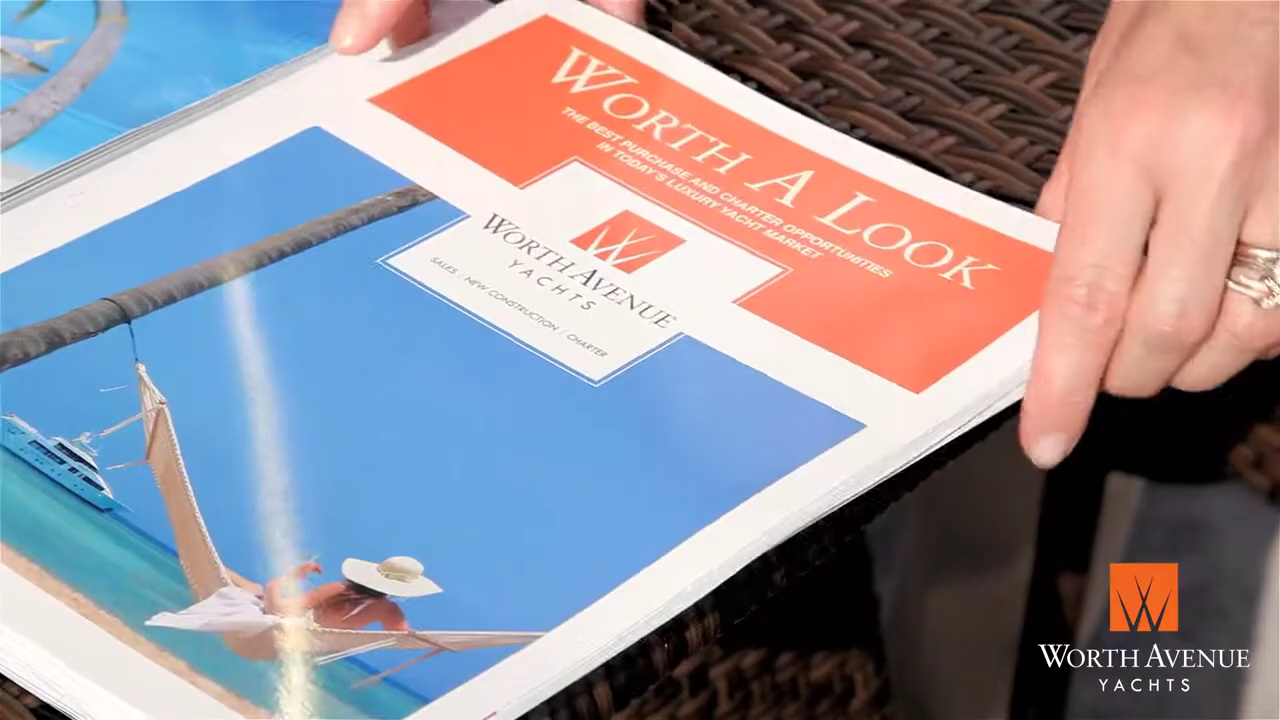 WORTH A LOOK
THE BEST PURCHASE AND CHARTER OPPORTUNITIES
IN TODAY'S LUXURY YACHT MARKET
WORTH AVENUE
YACHTS
SALES | NEW CONSTRUCTION | CHARTER
WORTH AVENUE
YACHTS